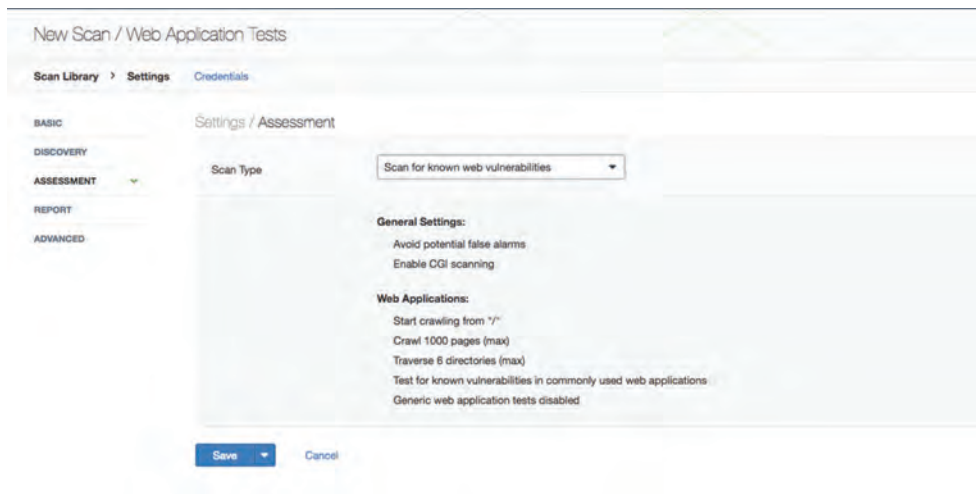 New Scan / Web Application Tests
Scan Library > Settings Credentials
BASIC
DISCOVERY
ASSESSMENT
REPORT
ADVANCED
Settings / Assessment
Scan Type Scan for known web vulnerabilities
General Settings:
Avoid potential false alarms
Enable CGI scanning
Web Applications:
Start crawling from "/"
Crawl 1000 pages (max)
Traverse 6 directories (max)
Test for known vulnerabilities in commonly used web applications
Generic web application tests disabled
Save Cancel